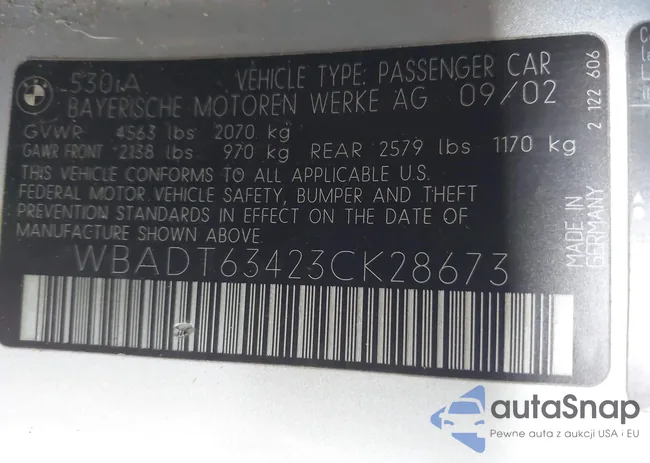 530iA VEHICLE TYPE: PASSENGER CAR
BAYERISCHE MOTOREN WERKE AG 09/02
GVWR 4563 lbs 2070 kg
GAWR FRONT 2138 lbs 970 kg REAR 2579 lbs 1170 kg
THIS VEHICLE CONFORMS TO ALL APPLICABLE U.S.
FEDERAL MOTOR VEHICLE SAFETY, BUMPER AND THEFT
PREVENTION STANDARDS IN EFFECT ON THE DATE OF
MANUFACTURE SHOWN ABOVE.
WBADT63423CK28673
MADE IN
GERMANY
2 122 606
autaSnap
Pewne auta z aukcji USA i EU